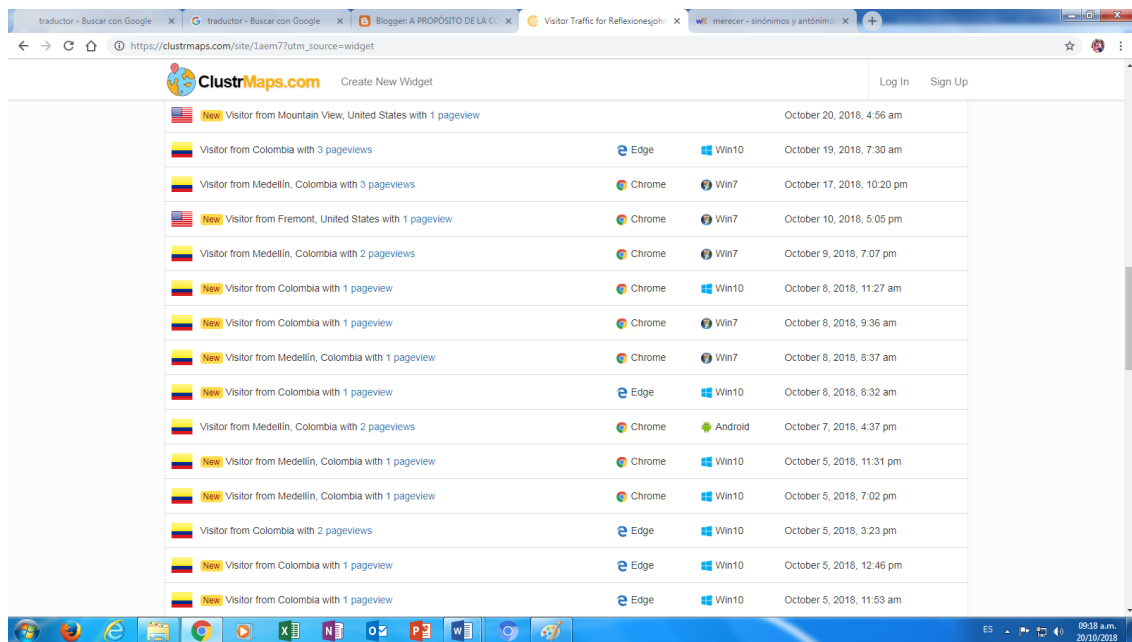 traductor - Buscar con Google
traductor - Buscar con Google
Blogger: A PROPÓSITO DE LA CC
Visitor Traffic for Reflexionesjohn
wR merecer - sinónimos y antónimos
https://clustrmaps.com/site/1aem7?utm_source=widget
ClustrMaps.com Create New Widget Log In Sign Up
New Visitor from Mountain View, United States with 1 pageview October 20, 2018, 4:56 am
Visitor from Colombia with 3 pageviews Edge Win10 October 19, 2018, 7:30 am
Visitor from Medellín, Colombia with 3 pageviews Chrome Win7 October 17, 2018, 10:20 pm
New Visitor from Fremont, United States with 1 pageview Chrome Win7 October 10, 2018, 5:05 pm
Visitor from Medellín, Colombia with 2 pageviews Chrome Win7 October 9, 2018, 7:07 pm
New Visitor from Colombia with 1 pageview Chrome Win10 October 8, 2018, 11:27 am
New Visitor from Colombia with 1 pageview Chrome Win7 October 8, 2018, 9:36 am
New Visitor from Medellín, Colombia with 1 pageview Chrome Win7 October 8, 2018, 8:37 am
New Visitor from Colombia with 1 pageview Edge Win10 October 8, 2018, 8:32 am
Visitor from Medellín, Colombia with 2 pageviews Chrome Android October 7, 2018, 4:37 pm
New Visitor from Medellín, Colombia with 1 pageview Chrome Win10 October 5, 2018, 11:31 pm
New Visitor from Medellín, Colombia with 1 pageview Chrome Win10 October 5, 2018, 7:02 pm
Visitor from Colombia with 2 pageviews Edge Win10 October 5, 2018, 3:23 pm
New Visitor from Colombia with 1 pageview Edge Win10 October 5, 2018, 12:46 pm
New Visitor from Colombia with 1 pageview Edge Win10 October 5, 2018, 11:53 am
ES 09:18 a.m.
20/10/2018